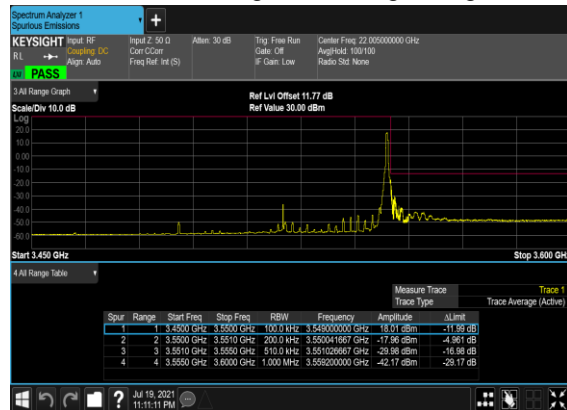 Spectrum Analyzer 1
Spurious Emissions
+
KEYSIGHT Input: RF Input Z: 50 Ω Atten: 30 dB Trig: Free Run Center Freq: 22.005000000 GHz
RL Coupling: DC Corr CCorr Gate: Off Avg|Hold: 100/100
Align: Auto Freq Ref: Int (S) IF Gain: Low Radio Std: None
PASS
3 All Range Graph
Ref Lvl Offset 11.77 dB
Scale/Div 10.0 dB Ref Value 30.00 dBm
Log
20.0
10.0
0.00
-10.0
-20.0
-30.0
-40.0
-50.0
-60.0
Start 3.450 GHz Stop 3.600 GH
4 All Range Table
Measure Trace Trace 1
Trace Type Trace Average (Active)
Spur Range Start Freq Stop Freq RBW Frequency Amplitude ΔLimit
1 1 3.4500 GHz 3.5500 GHz 100.0 kHz 3.549000000 GHz 18.01 dBm -11.99 dB
2 2 3.5500 GHz 3.5510 GHz 200.0 kHz 3.550041667 GHz -17.96 dBm -4.961 dB
3 3 3.5510 GHz 3.5550 GHz 510.0 kHz 3.551026667 GHz -29.98 dBm -16.98 dB
4 4 3.5550 GHz 3.6000 GHz 1.000 MHz 3.559200000 GHz -42.17 dBm -29.17 dB
? Jul 19, 2021
11:11:11 PM